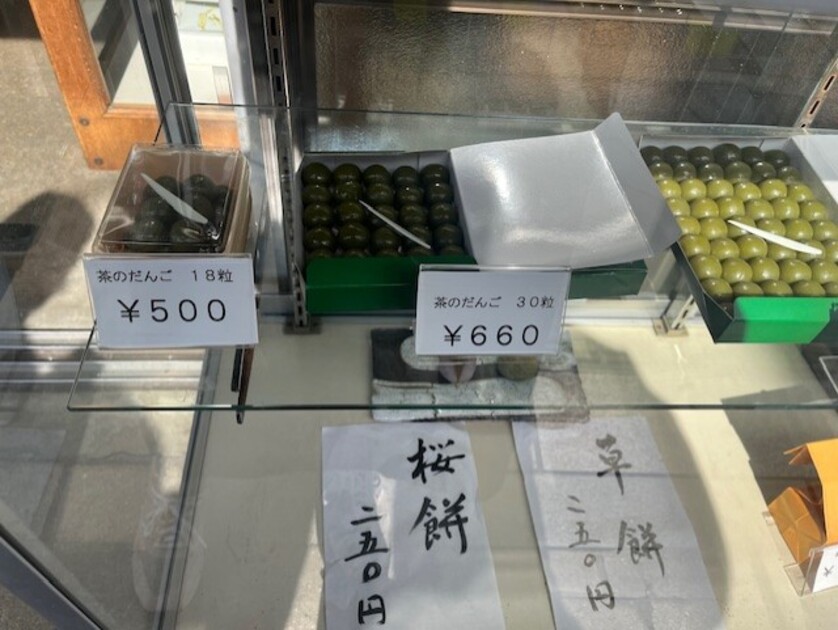 茶のだんご 18粒
¥500
茶のだんご 30粒
¥660
桜餅
二五〇円
草餅
二五〇円